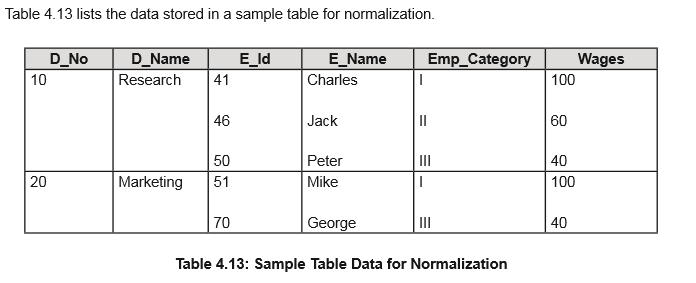 Table 4.13 lists the data stored in a sample table for normalization.
D_No D_Name E_Id E_Name Emp_Category Wages
10 Research 41 Charles I 100
46 Jack II 60
50 Peter III 40
20 Marketing 51 Mike I 100
70 George III 40
Table 4.13: Sample Table Data for Normalization